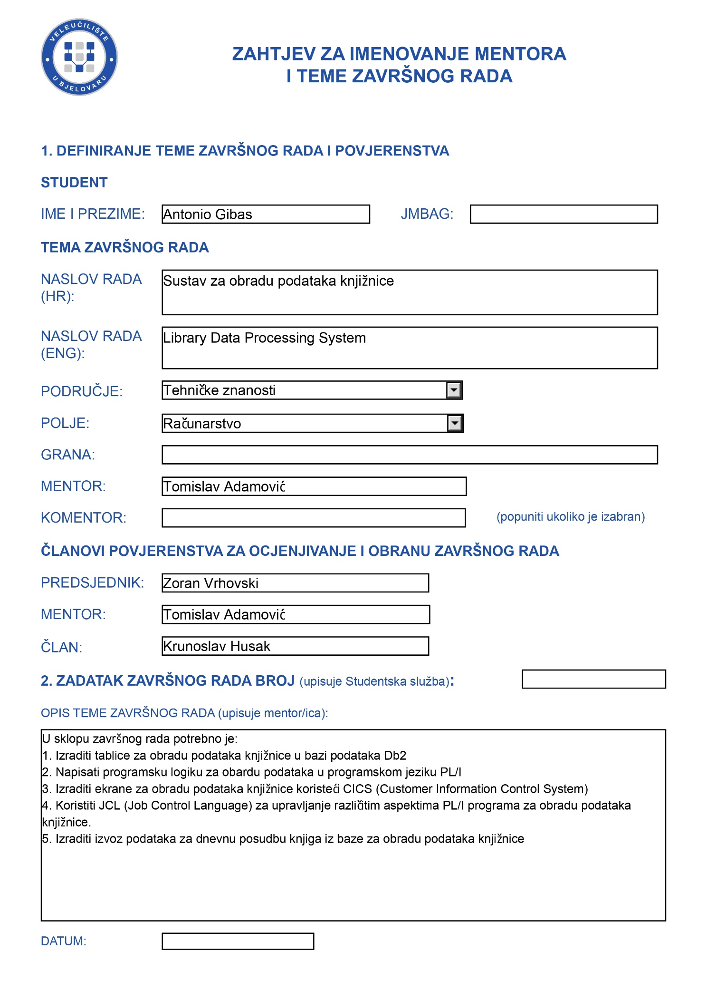 VELEUČILIŠTE
U BJELOVARU
ZAHTJEV ZA IMENOVANJE MENTORA
I TEME ZAVRŠNOG RADA
1. DEFINIRANJE TEME ZAVRŠNOG RADA I POVJERENSTVA
STUDENT
IME I PREZIME: Antonio Gibas JMBAG:
TEMA ZAVRŠNOG RADA
NASLOV RADA
(HR):
Sustav za obradu podataka knjižnice
NASLOV RADA
(ENG):
Library Data Processing System
PODRUČJE: Tehničke znanosti
POLJE: Računarstvo
GRANA:
MENTOR: Tomislav Adamović
KOMENTOR: (popuniti ukoliko je izabran)
ČLANOVI POVJERENSTVA ZA OCJENJIVANJE I OBRANU ZAVRŠNOG RADA
PREDSJEDNIK: Zoran Vrhovski
MENTOR: Tomislav Adamović
ČLAN: Krunoslav Husak
2. ZADATAK ZAVRŠNOG RADA BROJ (upisuje Studentska služba):
OPIS TEME ZAVRŠNOG RADA (upisuje mentor/ica):
U sklopu završnog rada potrebno je:
1. Izraditi tablice za obradu podataka knjižnice u bazi podataka Db2
2. Napisati programsku logiku za obardu podataka u programskom jeziku PL/I
3. Izraditi ekrane za obradu podataka knjižnice koristeći CICS (Customer Information Control System)
4. Koristiti JCL (Job Control Language) za upravljanje različitim aspektima PL/I programa za obradu podataka
knjižnice.
5. Izraditi izvoz podataka za dnevnu posudbu knjiga iz baze za obradu podataka knjižnice
DATUM: